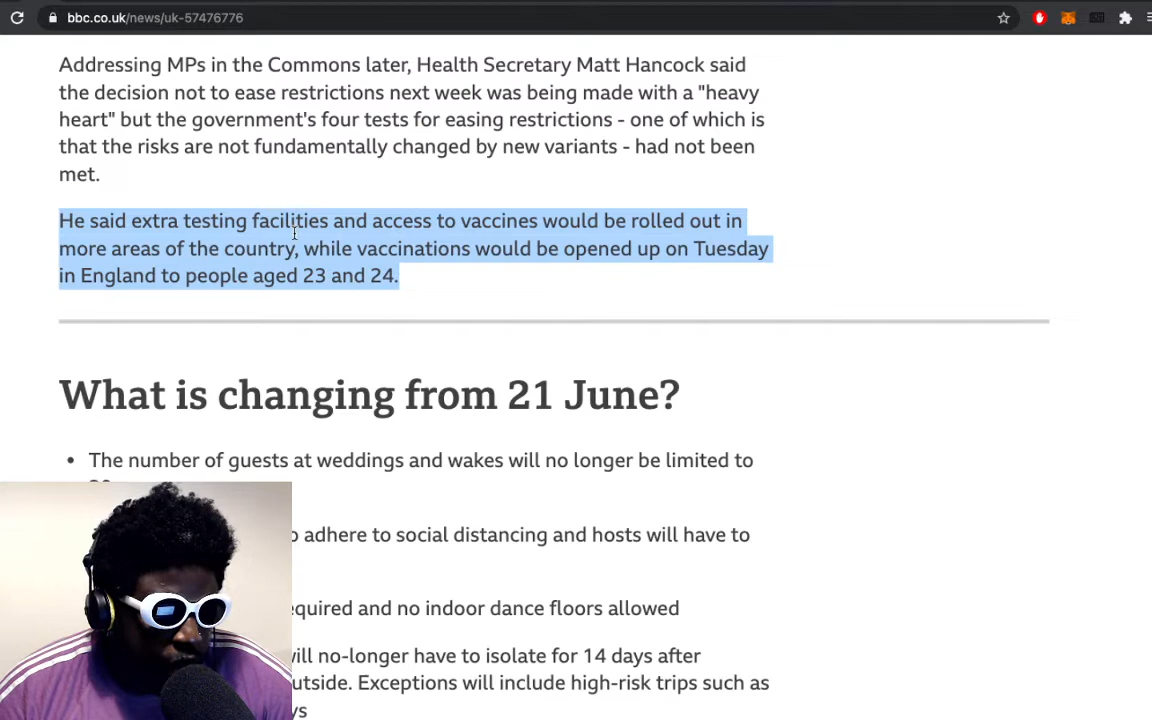 bbc.co.uk/news/uk-57476776
Addressing MPs in the Commons later, Health Secretary Matt Hancock said
the decision not to ease restrictions next week was being made with a "heavy
heart" but the government's four tests for easing restrictions - one of which is
that the risks are not fundamentally changed by new variants - had not been
met.
He said extra testing facilities and access to vaccines would be rolled out in
more areas of the country, while vaccinations would be opened up on Tuesday
in England to people aged 23 and 24.
What is changing from 21 June?
• The number of guests at weddings and wakes will no longer be limited to
adhere to social distancing and hosts will have to
and no indoor dance floors allowed
no-longer have to isolate for 14 days after
Exceptions will include high-risk trips such as